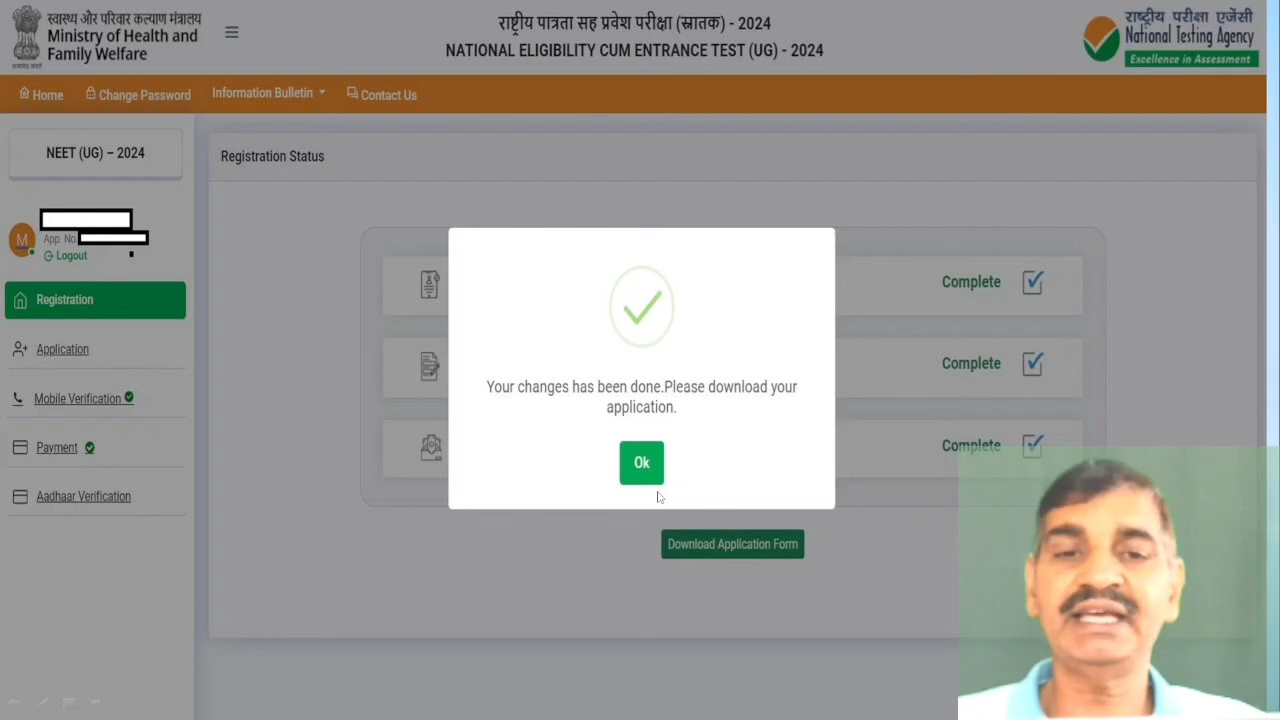 स्वास्थ्य और परिवार कल्याण मंत्रालय
Ministry of Health and
Family Welfare
राष्ट्रीय पात्रता सह प्रवेश परीक्षा (स्नातक) - 2024
NATIONAL ELIGIBILITY CUM ENTRANCE TEST (UG) - 2024
राष्ट्रीय परीक्षा एजेंसी
National Testing Agency
Excellence in Assessment
Home
Change Password
Information Bulletin
Contact Us
NEET (UG) – 2024
M
App. No.
Logout
Registration
Application
Mobile Verification
Payment
Aadhaar Verification
Registration Status
Complete
Complete
Complete
Your changes has been done.Please download your
application.
Ok
Download Application Form